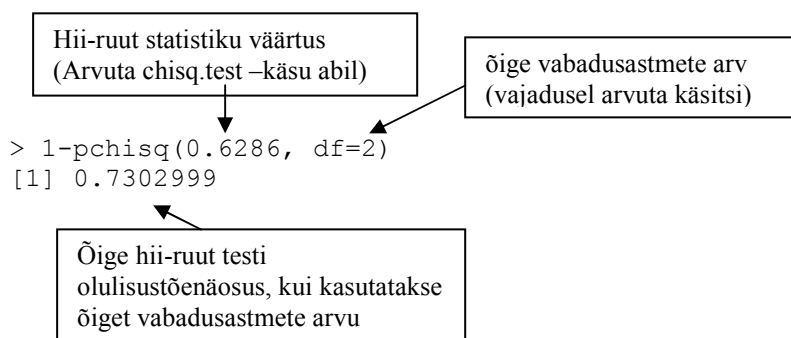 Hii-ruut statistiku väärtus
(Arvuta chisq.test –käsu abil)
õige vabadusastmete arv
(vajadusel arvuta käsitsi)
> 1-pchisq(0.6286, df=2)
[1] 0.7302999
Õige hii-ruut testi
olulisustõenäosus, kui kasutatakse
õiget vabadusastmete arvu